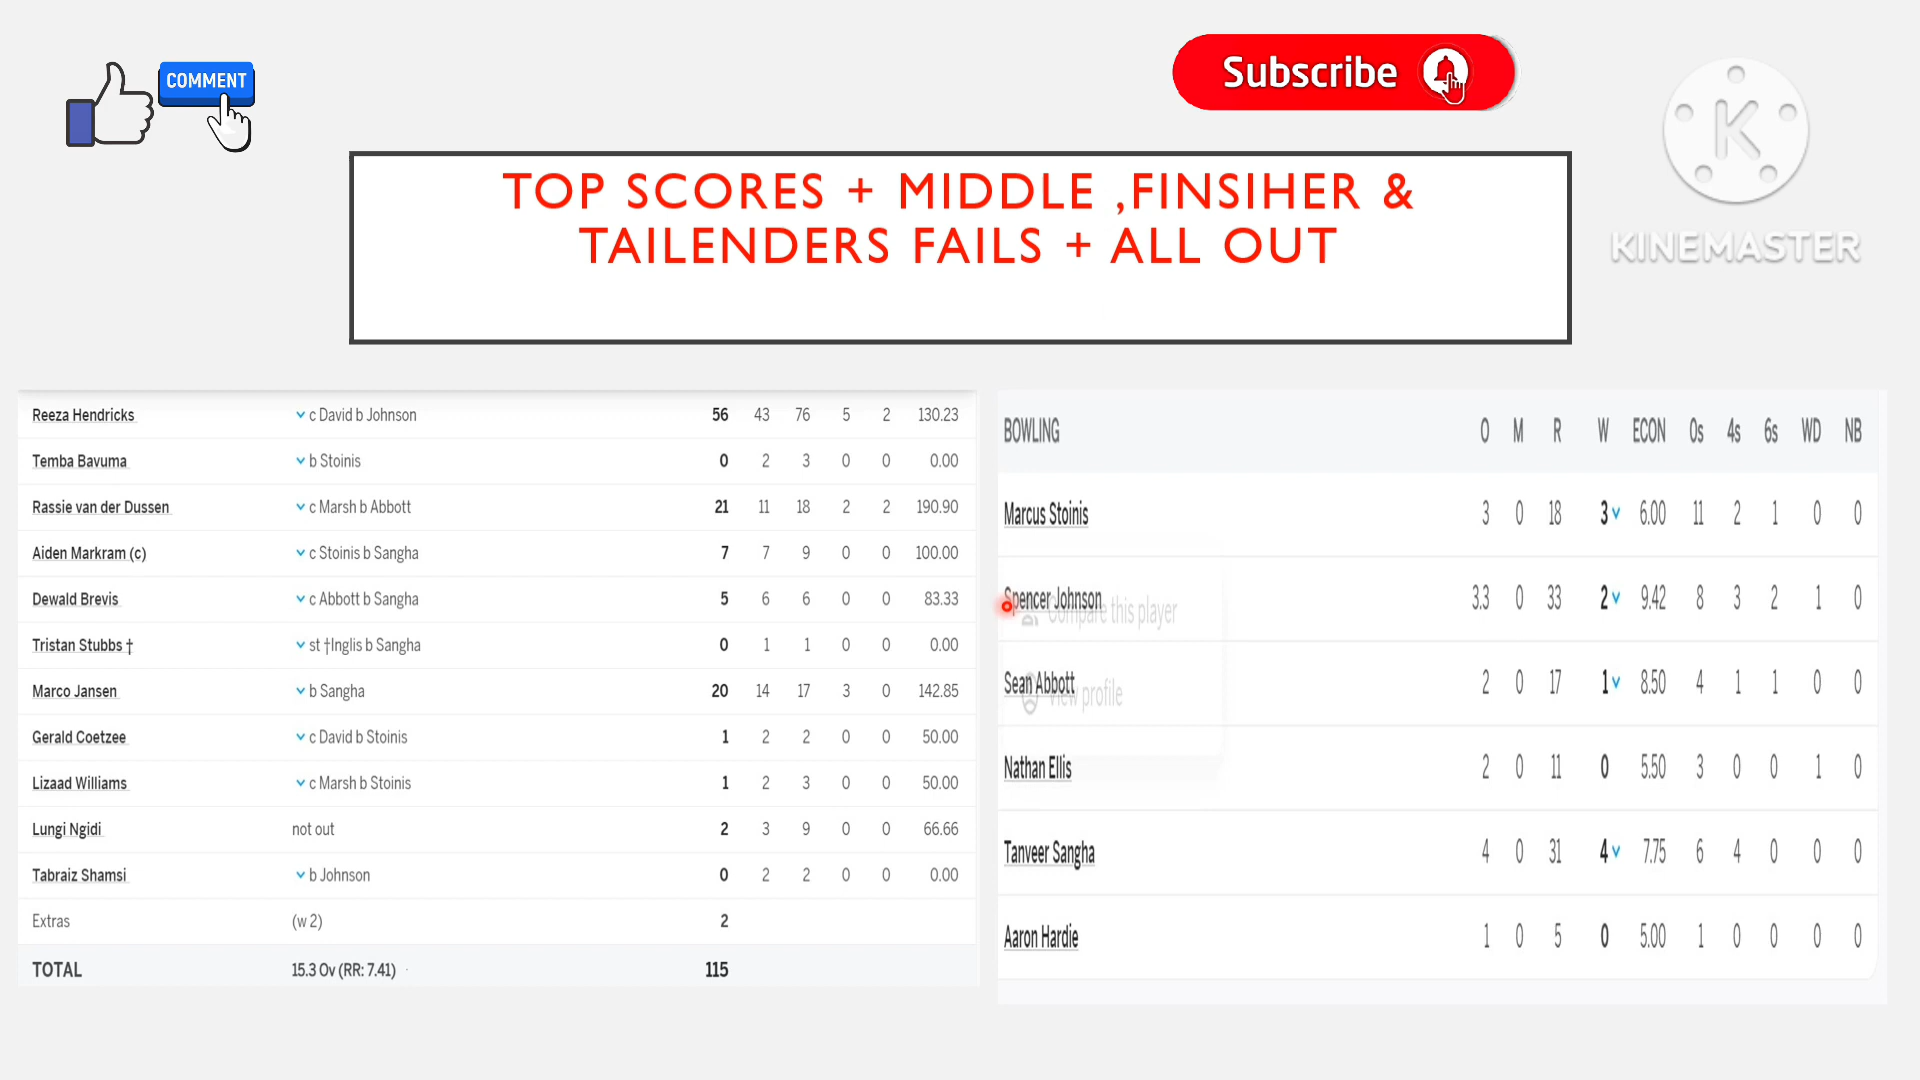 COMMENT
Subscribe
KINEMASTER
TOP SCORES + MIDDLE ,FINSIHER &
TAILENDERS FAILS + ALL OUT
Reeza Hendricks c David b Johnson 56 43 76 5 2 130.23
Temba Bavuma b Stoinis 0 2 3 0 0 0.00
Rassie van der Dussen c Marsh b Abbott 21 11 18 2 2 190.90
Aiden Markram (c) c Stoinis b Sangha 7 7 9 0 0 100.00
Dewald Brevis c Abbott b Sangha 5 6 6 0 0 83.33
Tristan Stubbs † st †Inglis b Sangha 0 1 1 0 0 0.00
Marco Jansen b Sangha 20 14 17 3 0 142.85
Gerald Coetzee c David b Stoinis 1 2 2 0 0 50.00
Lizaad Williams c Marsh b Stoinis 1 2 3 0 0 50.00
Lungi Ngidi not out 2 3 9 0 0 66.66
Tabraiz Shamsi b Johnson 0 2 2 0 0 0.00
Extras (w 2) 2
TOTAL 15.3 Ov (RR: 7.41) 115
BOWLING O M R W ECON 0s 4s 6s WD NB
Marcus Stoinis 3 0 18 3 6.00 11 2 1 0 0
Spencer Johnson 3.3 0 33 2 9.42 8 3 2 1 0
Compare this player
Sean Abbott 2 0 17 1 8.50 4 1 1 0 0
View profile
Nathan Ellis 2 0 11 0 5.50 3 0 0 1 0
Tanveer Sangha 4 0 31 4 7.75 6 4 0 0 0
Aaron Hardie 1 0 5 0 5.00 1 0 0 0 0